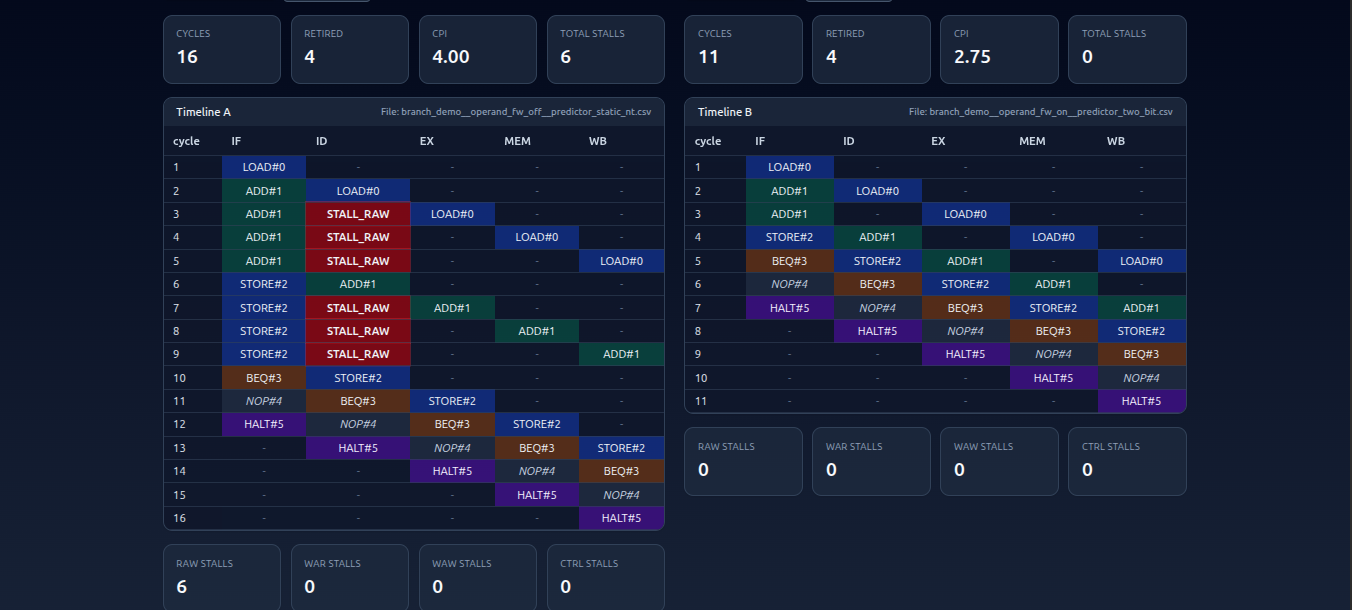 CYCLES RETIRED CPI TOTAL STALLS
16 4 4.00 6
Timeline A File: branch_demo__operand_fw_off__predictor_static_nt.csv
cycle IF ID EX MEM WB
1 LOAD#0 - - - -
2 ADD#1 LOAD#0 - - -
3 ADD#1 STALL_RAW LOAD#0 - -
4 ADD#1 STALL_RAW - LOAD#0 -
5 ADD#1 STALL_RAW - - LOAD#0
6 STORE#2 ADD#1 - - -
7 STORE#2 STALL_RAW ADD#1 - -
8 STORE#2 STALL_RAW - ADD#1 -
9 STORE#2 STALL_RAW - - ADD#1
10 BEQ#3 STORE#2 - - -
11 NOP#4 BEQ#3 STORE#2 - -
12 HALT#5 NOP#4 BEQ#3 STORE#2 -
13 - HALT#5 NOP#4 BEQ#3 STORE#2
14 - - HALT#5 NOP#4 BEQ#3
15 - - - HALT#5 NOP#4
16 - - - - HALT#5
RAW STALLS WAR STALLS WAW STALLS CTRL STALLS
6 0 0 0
CYCLES RETIRED CPI TOTAL STALLS
11 4 2.75 0
Timeline B File: branch_demo__operand_fw_on__predictor_two_bit.csv
cycle IF ID EX MEM WB
1 LOAD#0 - - - -
2 ADD#1 LOAD#0 - - -
3 ADD#1 - LOAD#0 - -
4 STORE#2 ADD#1 - LOAD#0 -
5 BEQ#3 STORE#2 ADD#1 - LOAD#0
6 NOP#4 BEQ#3 STORE#2 ADD#1 -
7 HALT#5 NOP#4 BEQ#3 STORE#2 ADD#1
8 - HALT#5 NOP#4 BEQ#3 STORE#2
9 - - HALT#5 NOP#4 BEQ#3
10 - - - HALT#5 NOP#4
11 - - - - HALT#5
RAW STALLS WAR STALLS WAW STALLS CTRL STALLS
0 0 0 0